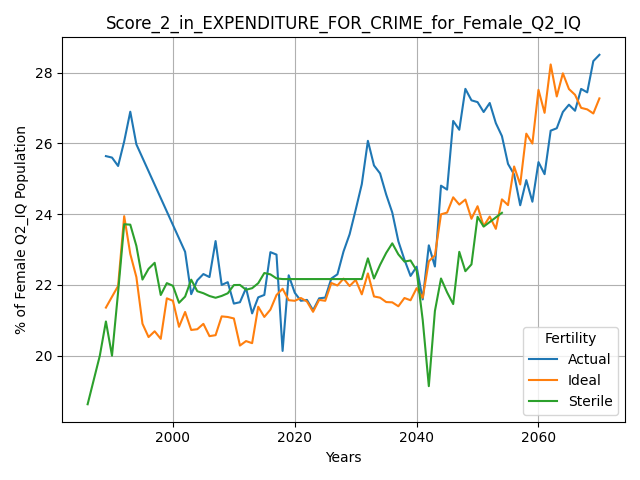 Score_2_in_EXPENDITURE_FOR_CRIME_for_Female_Q2_IQ
% of Female Q2_IQ Population
28
26
24
22
20
2000
2020
2040
2060
Years
Fertility
Actual
Ideal
Sterile